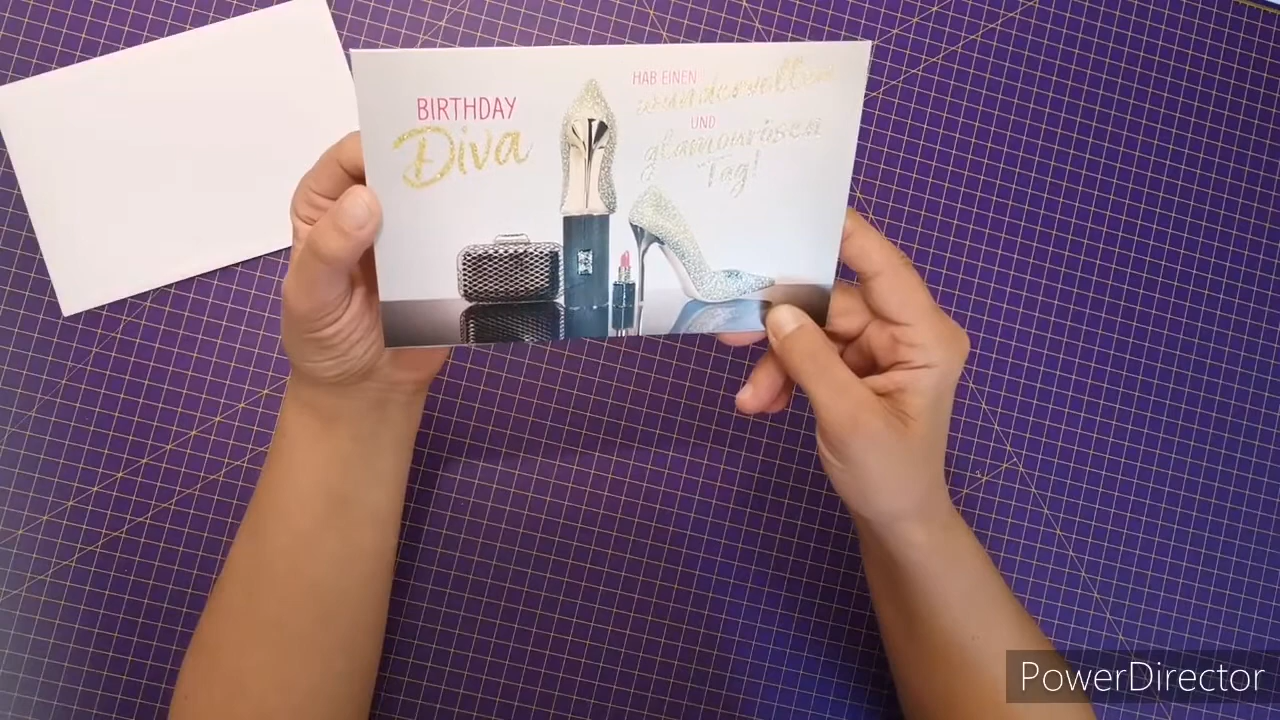 BIRTHDAY
Diva
HAB EINEN
wundervollen
UND
glamourösen
Tag!
PowerDirector